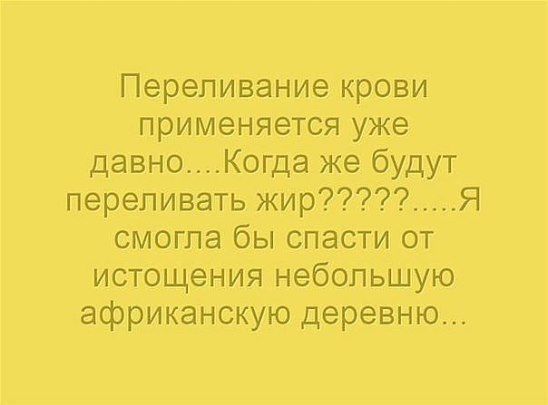 Переливание крови
применяется уже
давно....Когда же будут
переливать жир?????.....Я
смогла бы спасти от
истощения небольшую
африканскую деревню...